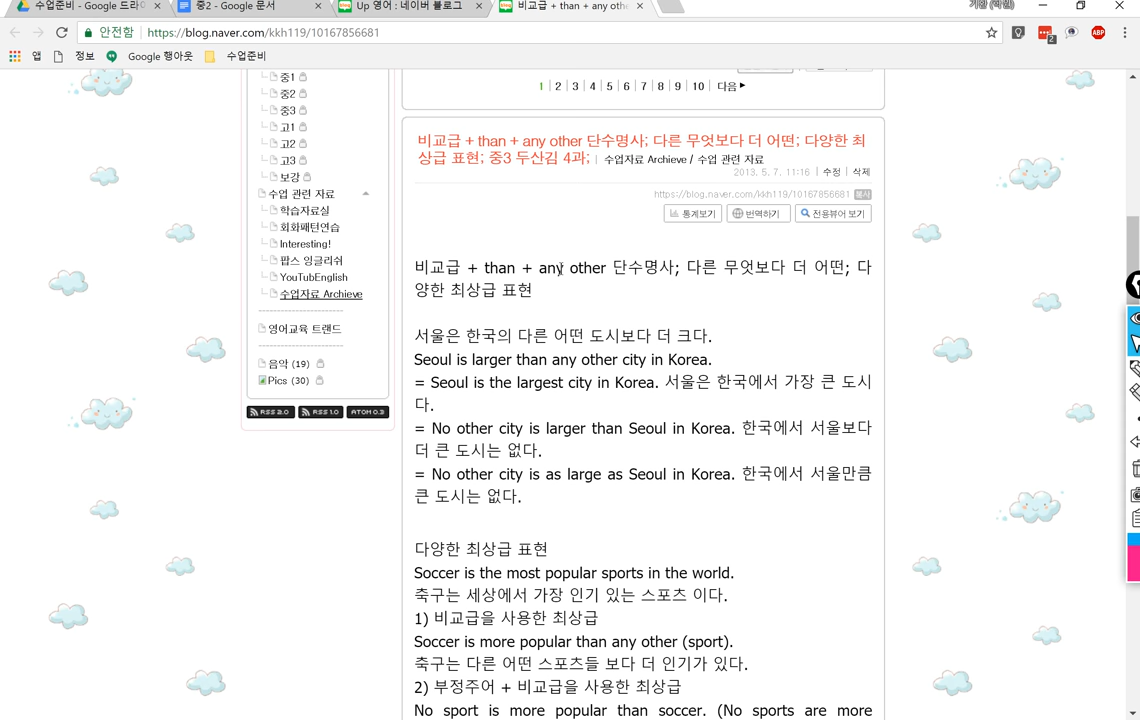 수업준비 - Google 드라이
중2 - Google 문서
Up 영어 : 네이버 블로그
비교급 + than + any othe
안전함 https://blog.naver.com/kkh119/10167856681
앱 정보 Google 행아웃 수업준비
중1
중2
중3
고1
고2
고3
보강
수업 관련 자료
학습자료실
회화패턴연습
Interesting!
팝스 잉글리쉬
YouTubEnglish
수업자료 Archieve
영어교육 트랜드
음악 (19)
Pics (30)
RSS 2.0 RSS 1.0 ATOM 0.3
1 | 2 | 3 | 4 | 5 | 6 | 7 | 8 | 9 | 10 | 다음
비교급 + than + any other 단수명사; 다른 무엇보다 더 어떤; 다양한 최
상급 표현; 중3 두산김 4과; | 수업자료 Archieve / 수업 관련 자료
2013. 5. 7. 11:16 | 수정 | 삭제
https://blog.naver.com/kkh119/10167856681 복사
통계보기 번역하기 전용뷰어 보기
비교급 + than + any other 단수명사; 다른 무엇보다 더 어떤; 다
양한 최상급 표현
서울은 한국의 다른 어떤 도시보다 더 크다.
Seoul is larger than any other city in Korea.
= Seoul is the largest city in Korea. 서울은 한국에서 가장 큰 도시
다.
= No other city is larger than Seoul in Korea. 한국에서 서울보다
더 큰 도시는 없다.
= No other city is as large as Seoul in Korea. 한국에서 서울만큼
큰 도시는 없다.
다양한 최상급 표현
Soccer is the most popular sports in the world.
축구는 세상에서 가장 인기 있는 스포츠 이다.
1) 비교급을 사용한 최상급
Soccer is more popular than any other (sport).
축구는 다른 어떤 스포츠들 보다 더 인기가 있다.
2) 부정주어 + 비교급을 사용한 최상급
No sport is more popular than soccer. (No sports are more